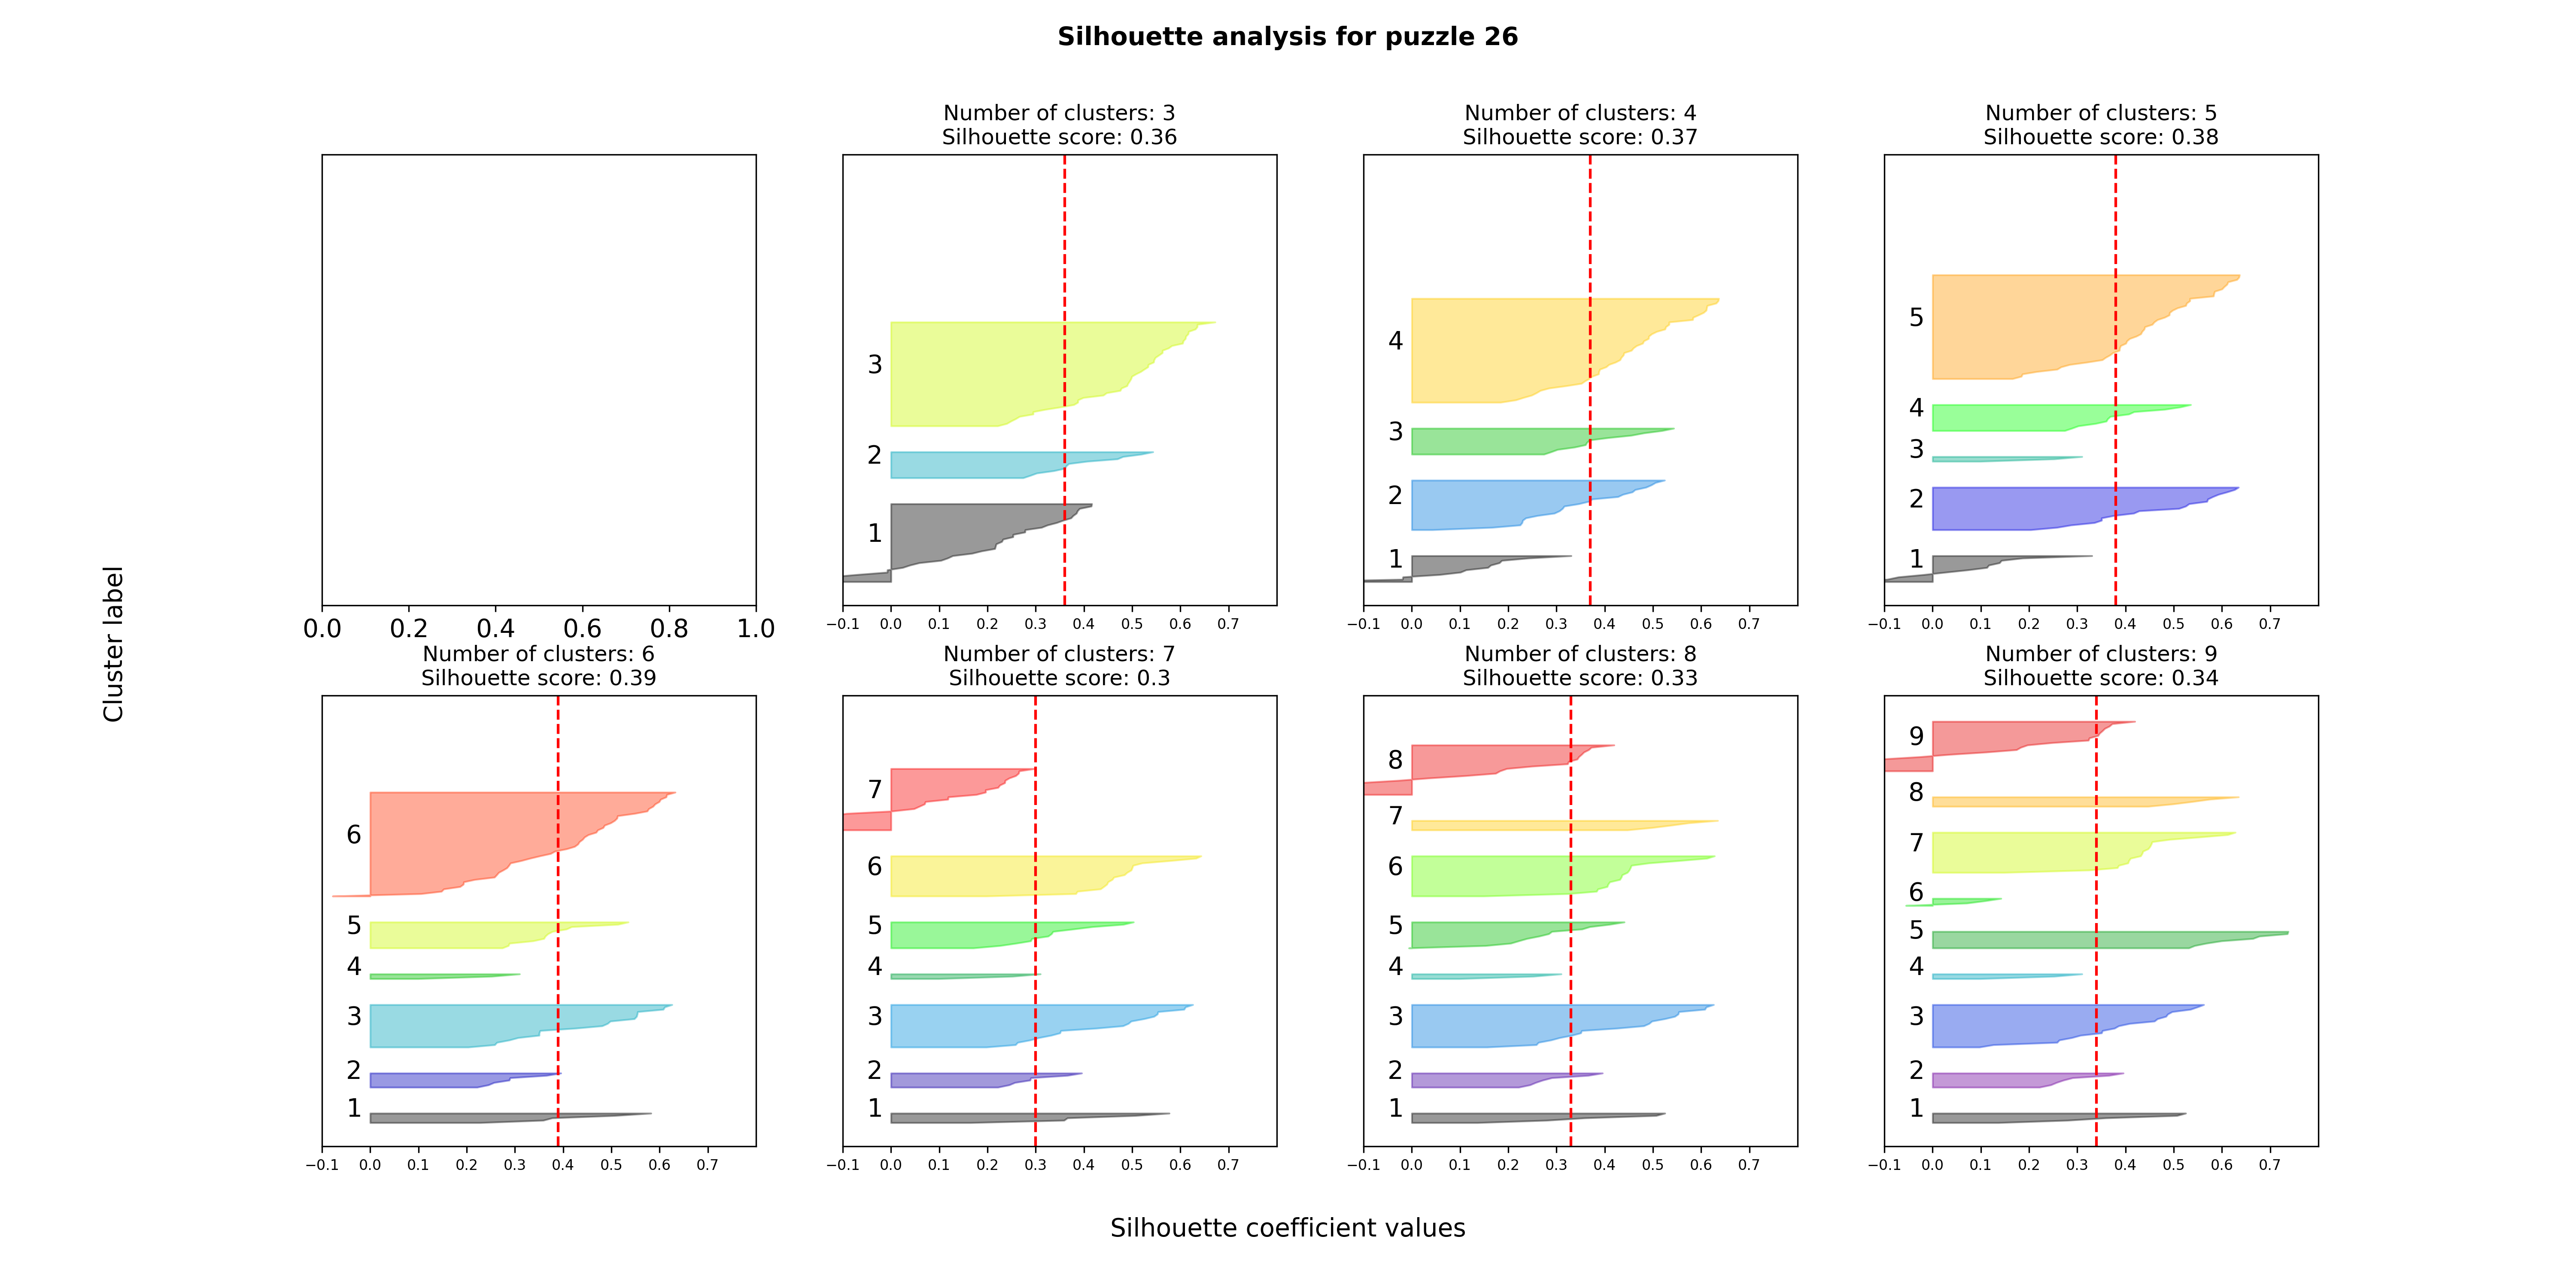 Silhouette analysis for puzzle 26
Number of clusters: 3
Silhouette score: 0.36
Number of clusters: 4
Silhouette score: 0.37
Number of clusters: 5
Silhouette score: 0.38
0.0 0.2 0.4 0.6 0.8 1.0
3
2
1
−0.1 0.0 0.1 0.2 0.3 0.4 0.5 0.6 0.7
4
3
2
1
−0.1 0.0 0.1 0.2 0.3 0.4 0.5 0.6 0.7
5
4
3
2
1
−0.1 0.0 0.1 0.2 0.3 0.4 0.5 0.6 0.7
Cluster label
Number of clusters: 6
Silhouette score: 0.39
6
5
4
3
2
1
−0.1 0.0 0.1 0.2 0.3 0.4 0.5 0.6 0.7
Number of clusters: 7
Silhouette score: 0.3
7
6
5
4
3
2
1
−0.1 0.0 0.1 0.2 0.3 0.4 0.5 0.6 0.7
Number of clusters: 8
Silhouette score: 0.33
8
7
6
5
4
3
2
1
−0.1 0.0 0.1 0.2 0.3 0.4 0.5 0.6 0.7
Number of clusters: 9
Silhouette score: 0.34
9
8
7
6
5
4
3
2
1
−0.1 0.0 0.1 0.2 0.3 0.4 0.5 0.6 0.7
Silhouette coefficient values